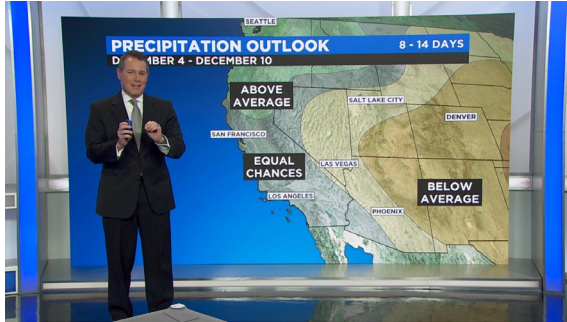 SEATTLE
PRECIPITATION OUTLOOK 8 - 14 DAYS
DECEMBER 4 - DECEMBER 10
ABOVE
AVERAGE
SALT LAKE CITY
DENVER
SAN FRANCISCO
EQUAL
CHANCES
LAS VEGAS
BELOW
AVERAGE
LOS ANGELES
PHOENIX